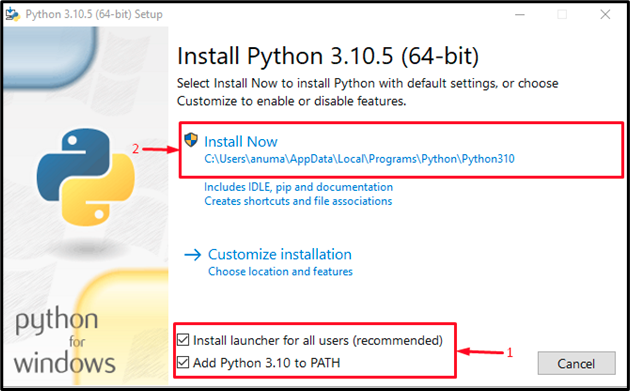 Python 3.10.5 (64-bit) Setup
Install Python 3.10.5 (64-bit)
Select Install Now to install Python with default settings, or choose
Customize to enable or disable features.
2
Install Now
C:\Users\anuma\AppData\Local\Programs\Python\Python310
Includes IDLE, pip and documentation
Creates shortcuts and file associations
Customize installation
Choose location and features
python
for
windows
Install launcher for all users (recommended)
Add Python 3.10 to PATH
1
Cancel